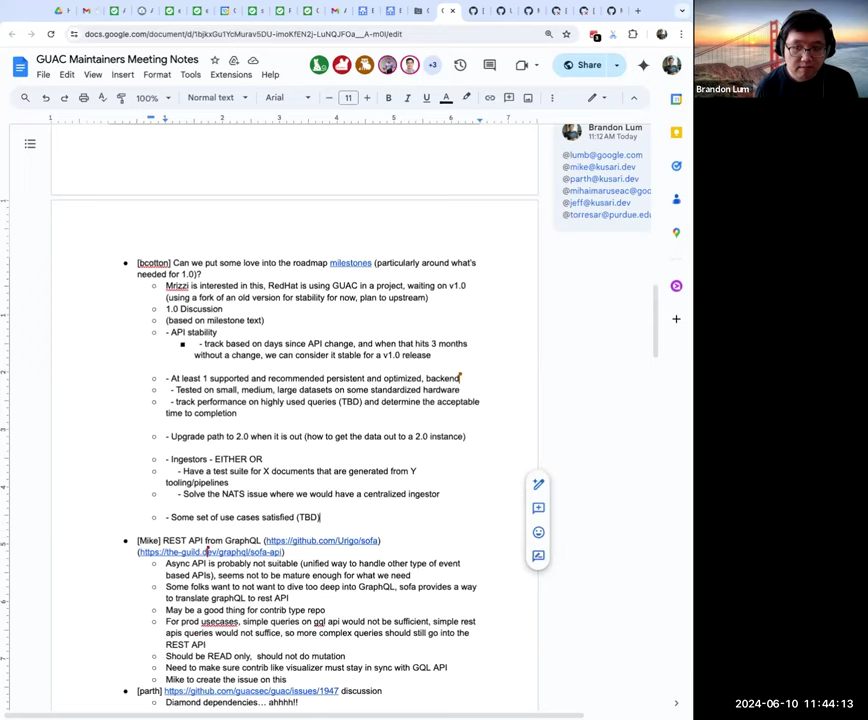 docs.google.com/document/d/1bjkxGu1YcMurav5DU-imoKfEN2j-LuNQJFOa__A-m0I/edit
GUAC Maintainers Meeting Notes
File Edit View Insert Format Tools Extensions Help
+3
Share
100%
Normal text
Arial
11
Brandon Lum
11:12 AM Today
@lumb@google.com
@mike@kusari.dev
@parth@kusari.dev
@mihaimaruseac@goo
@jeff@kusari.dev
@torresar@purdue.edu
[bcotton] Can we put some love into the roadmap milestones (particularly around what's
needed for 1.0)?
Mrizzi is interested in this, RedHat is using GUAC in a project, waiting on v1.0
(using a fork of an old version for stability for now, plan to upstream)
1.0 Discussion
(based on milestone text)
- API stability
- track based on days since API change, and when that hits 3 months
without a change, we can consider it stable for a v1.0 release
- At least 1 supported and recommended persistent and optimized, backend
- Tested on small, medium, large datasets on some standardized hardware
- track performance on highly used queries (TBD) and determine the acceptable
time to completion
- Upgrade path to 2.0 when it is out (how to get the data out to a 2.0 instance)
- Ingestors - EITHER OR
- Have a test suite for X documents that are generated from Y
tooling/pipelines
- Solve the NATS issue where we would have a centralized ingestor
- Some set of use cases satisfied (TBD)
[Mike] REST API from GraphQL (https://github.com/Urigo/sofa)
(https://the-guild.dev/graphql/sofa-api)
Async API is probably not suitable (unified way to handle other type of event
based APIs), seems not to be mature enough for what we need
Some folks want to not want to dive too deep into GraphQL, sofa provides a way
to translate graphQL to rest API
May be a good thing for contrib type repo
For prod usecases, simple queries on gql api would not be sufficient, simple rest
apis queries would not suffice, so more complex queries should still go into the
REST API
Should be READ only, should not do mutation
Need to make sure contrib like visualizer must stay in sync with GQL API
Mike to create the issue on this
[parth] https://github.com/guacsec/guac/issues/1947 discussion
Diamond dependencies… ahhhh!!
Brandon Lum
2024-06-10 11:44:13